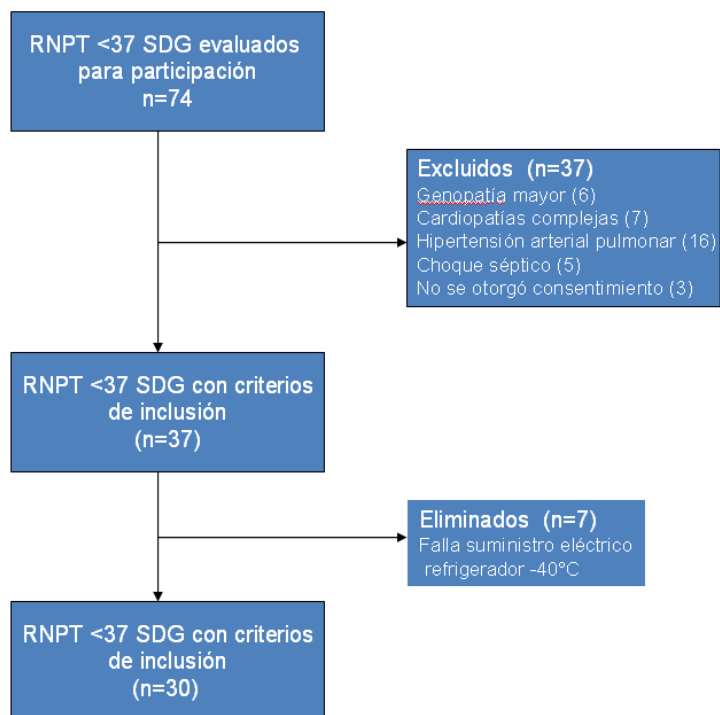 RNPT <37 SDG evaluados
para participación
n=74
Excluidos (n=37)
Genopatía mayor (6)
Cardiopatías complejas (7)
Hipertensión arterial pulmonar (16)
Choque séptico (5)
No se otorgó consentimiento (3)
RNPT <37 SDG con criterios
de inclusión
(n=37)
Eliminados (n=7)
Falla suministro eléctrico
refrigerador -40°C
RNPT <37 SDG con criterios
de inclusión
(n=30)